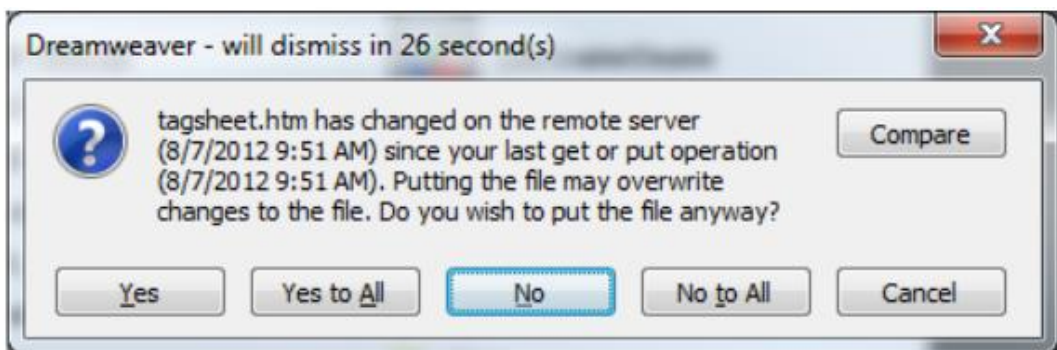 Dreamweaver - will dismiss in 26 second(s)
tagsheet.htm has changed on the remote server
(8/7/2012 9:51 AM) since your last get or put operation
(8/7/2012 9:51 AM). Putting the file may overwrite
changes to the file. Do you wish to put the file anyway?
Compare
Yes
Yes to All
No
No to All
Cancel